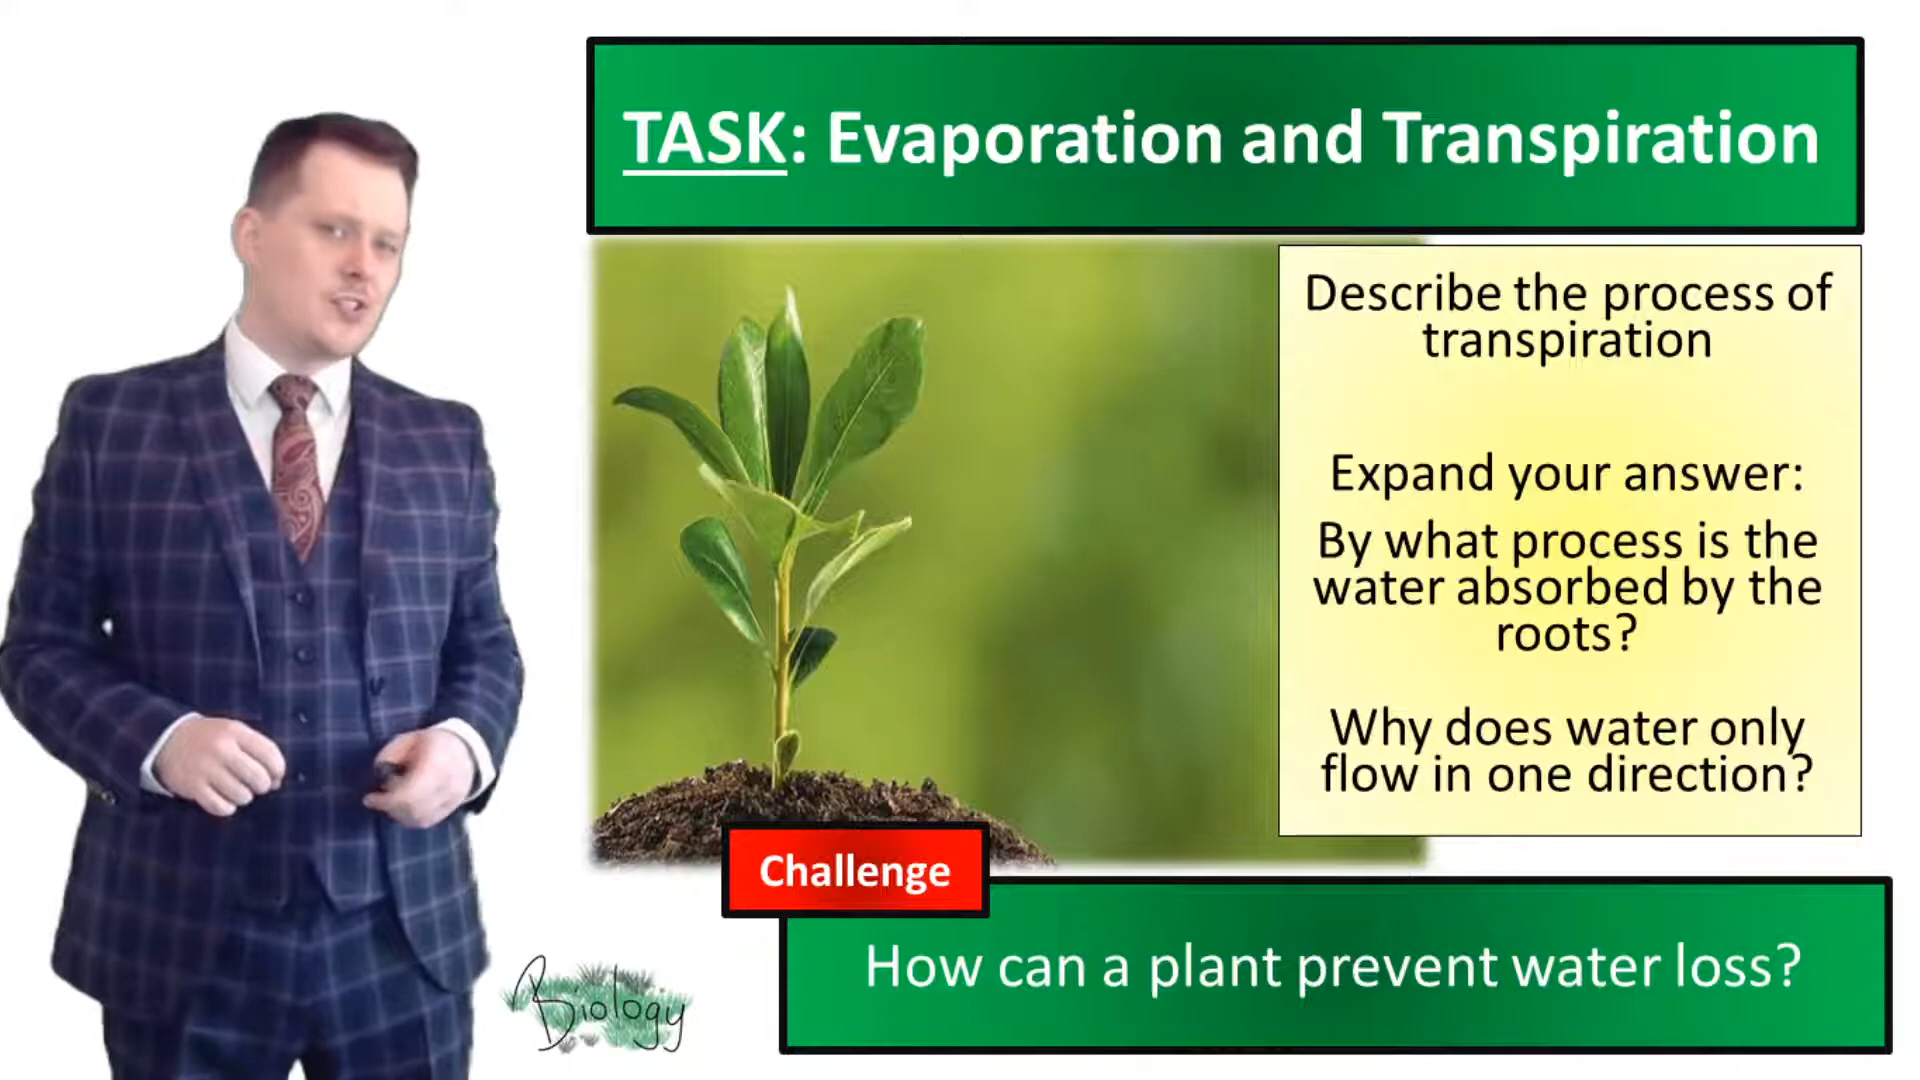 TASK: Evaporation and Transpiration
Describe the process of
transpiration
Expand your answer:
By what process is the
water absorbed by the
roots?
Why does water only
flow in one direction?
Challenge
How can a plant prevent water loss?
Biology